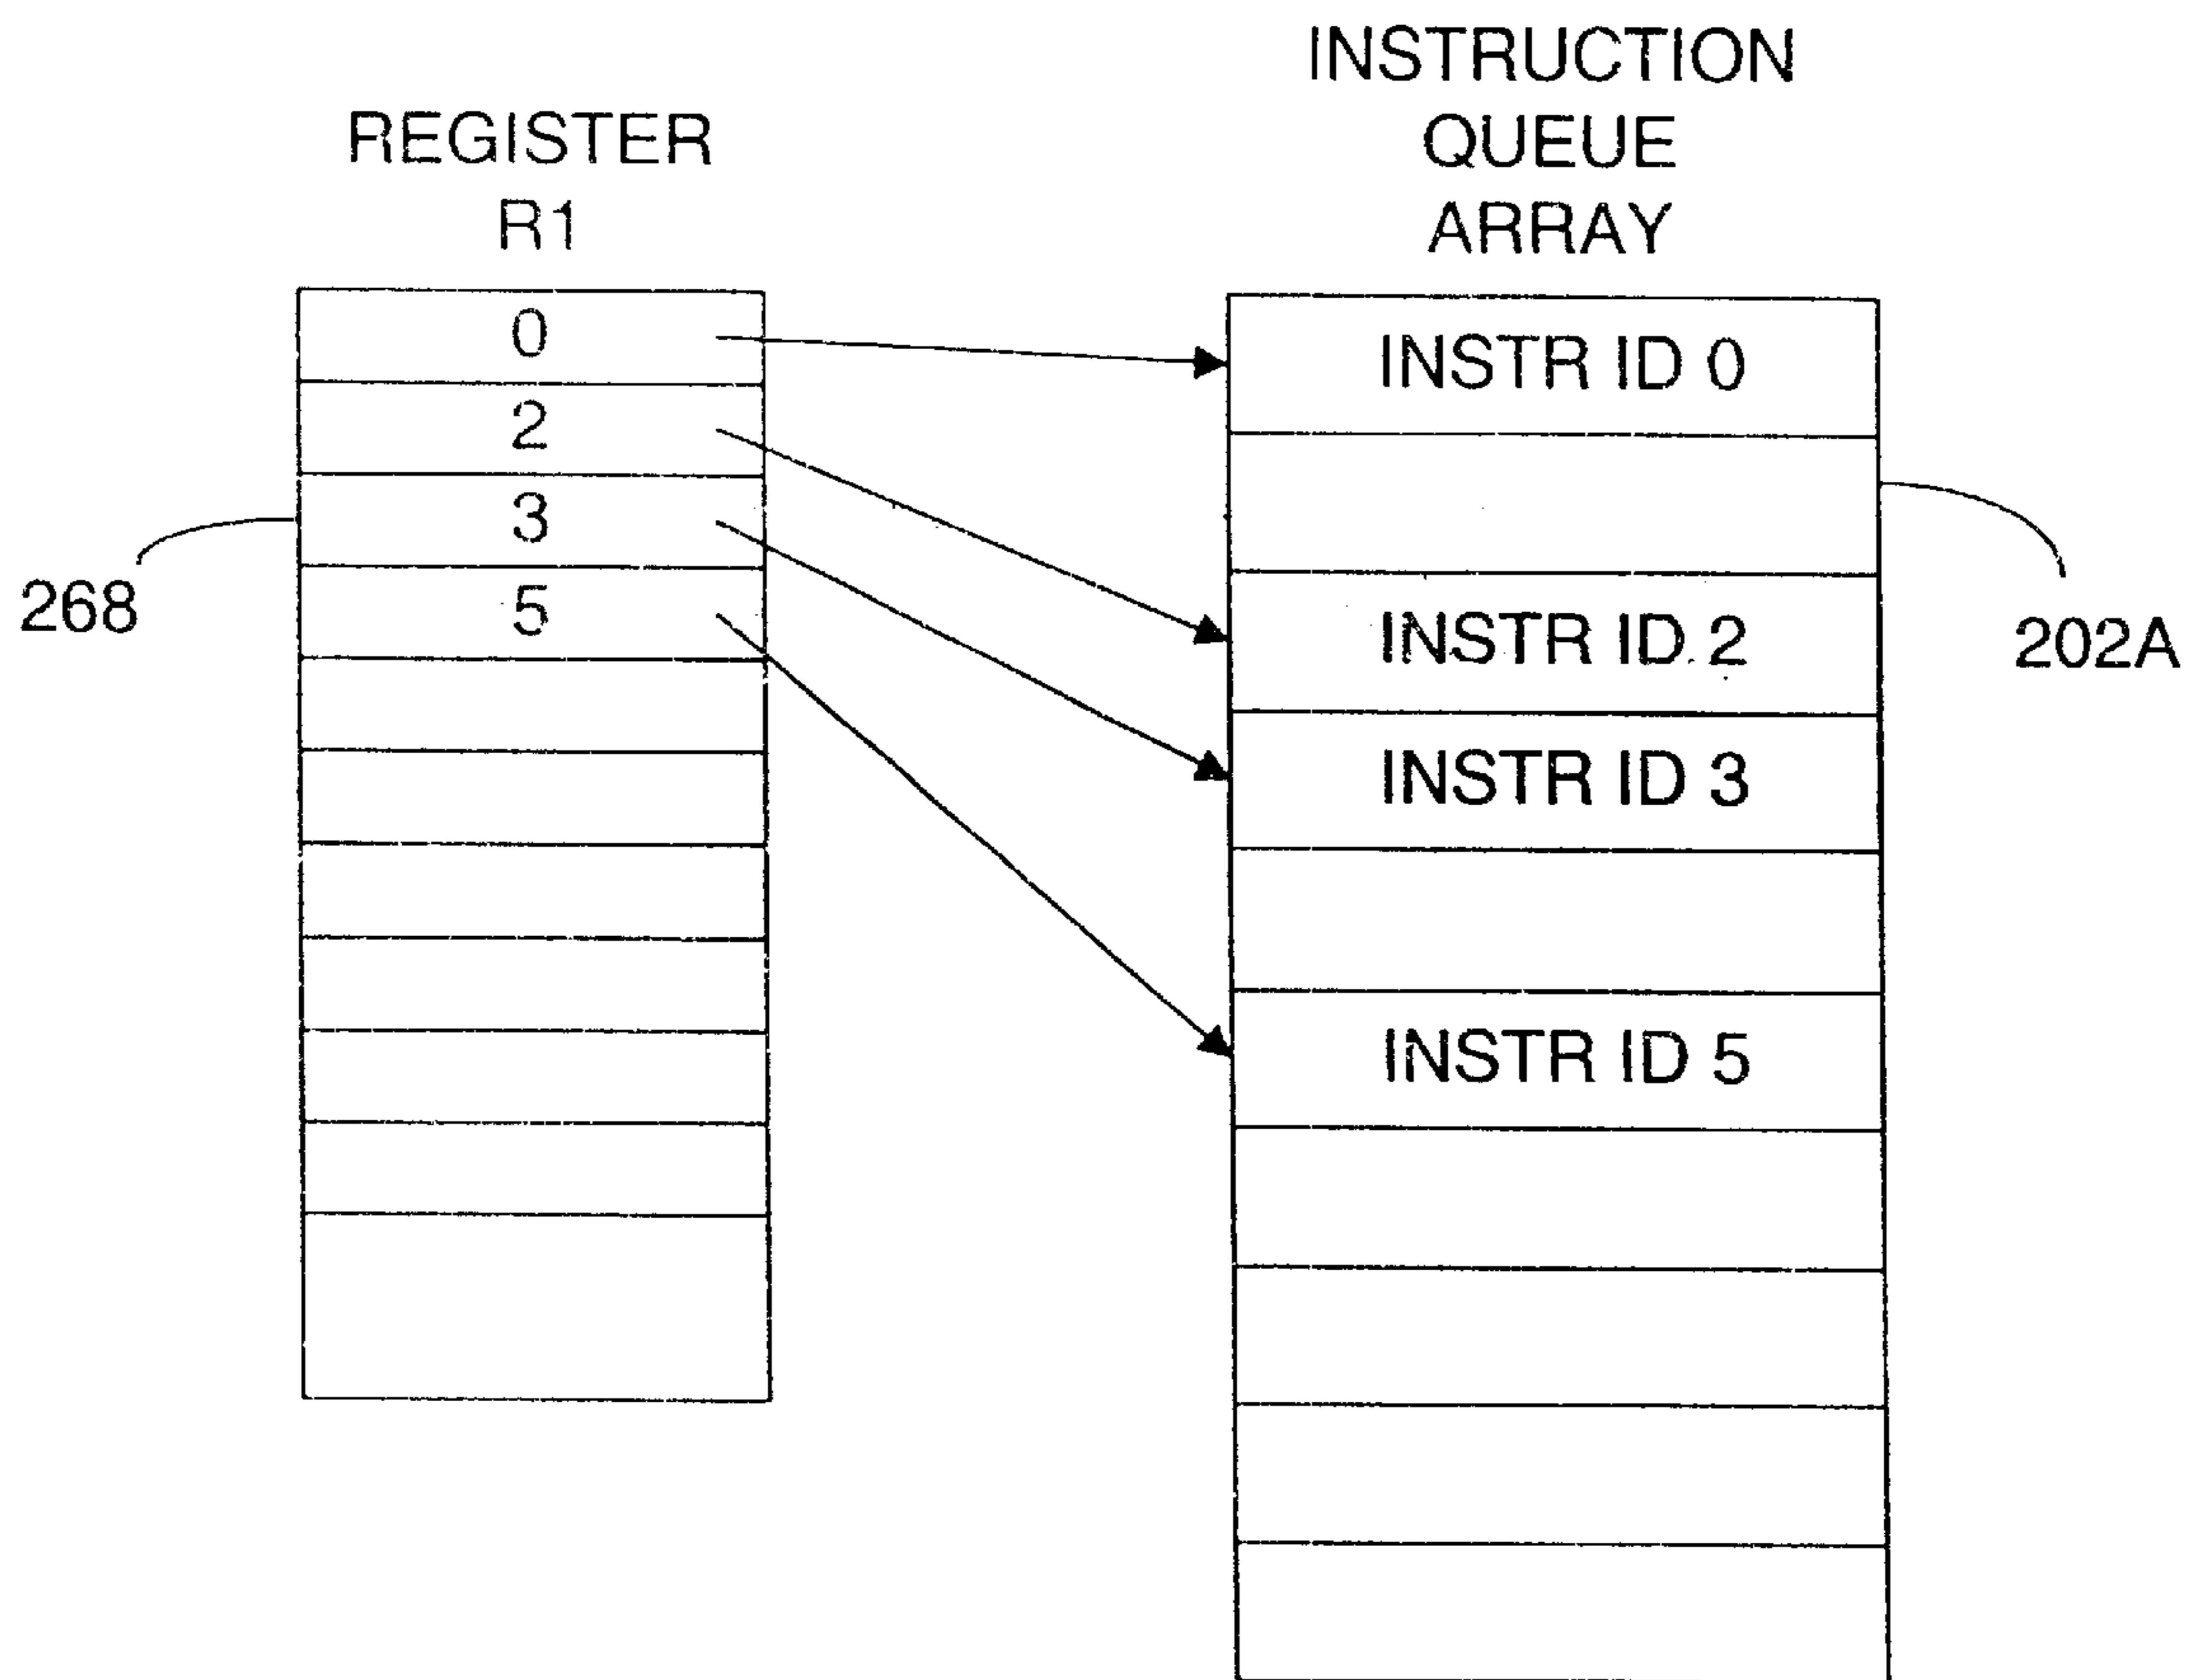 REGISTER
R1
0
2
3
5
268
INSTRUCTION
QUEUE
ARRAY
INSTR ID 0
INSTR ID 2
INSTR ID 3
INSTR ID 5
202A